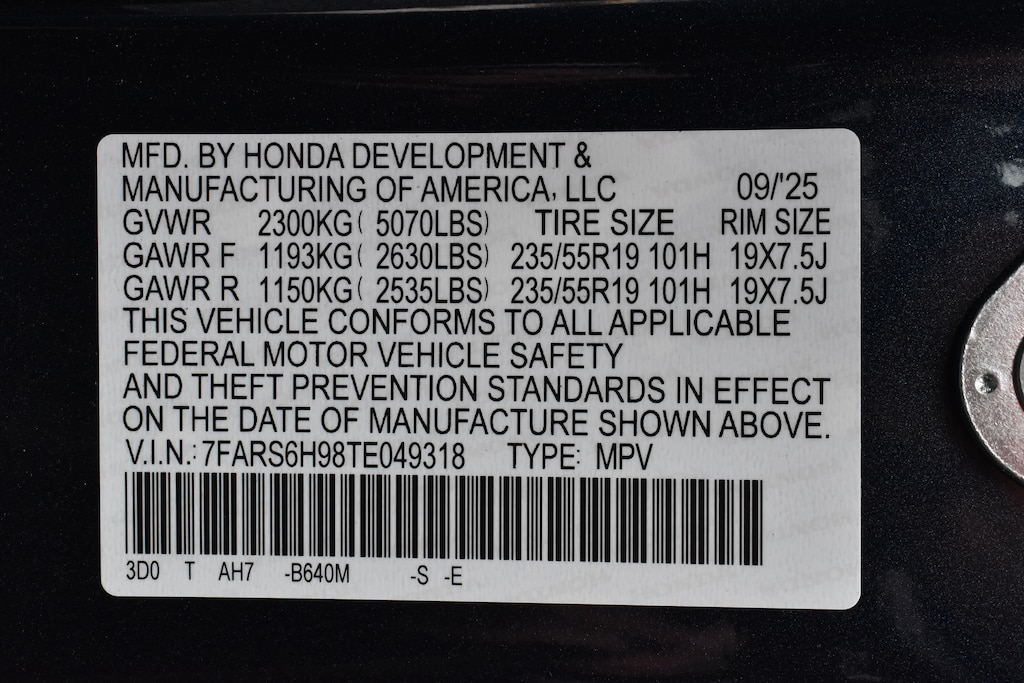 MFD. BY HONDA DEVELOPMENT &
MANUFACTURING OF AMERICA, LLC 09/'25
GVWR 2300KG( 5070LBS) TIRE SIZE RIM SIZE
GAWR F 1193KG( 2630LBS) 235/55R19 101H 19X7.5J
GAWR R 1150KG( 2535LBS) 235/55R19 101H 19X7.5J
THIS VEHICLE CONFORMS TO ALL APPLICABLE
FEDERAL MOTOR VEHICLE SAFETY
AND THEFT PREVENTION STANDARDS IN EFFECT
ON THE DATE OF MANUFACTURE SHOWN ABOVE.
V.I.N.: 7FARS6H98TE049318 TYPE: MPV
3D0 T AH7 -B640M -S -E